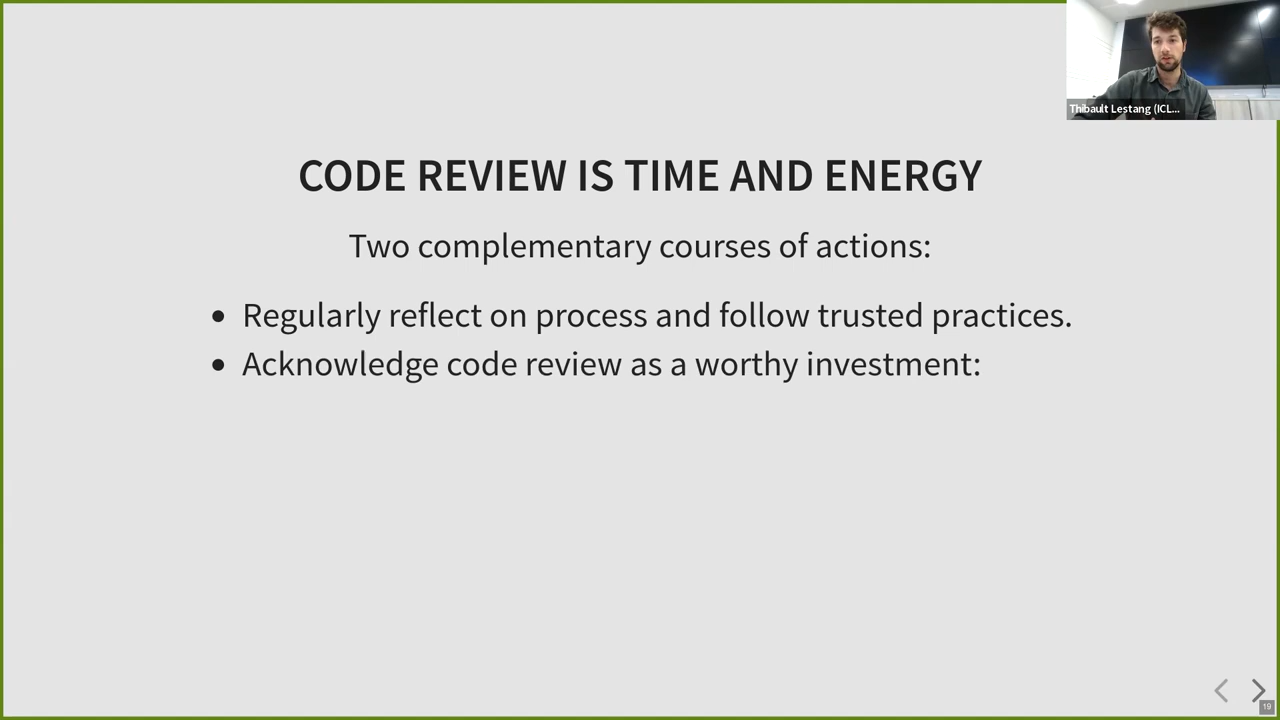 Thibault Lestang (ICL...
CODE REVIEW IS TIME AND ENERGY
Two complementary courses of actions:
• Regularly reflect on process and follow trusted practices.
• Acknowledge code review as a worthy investment:
19